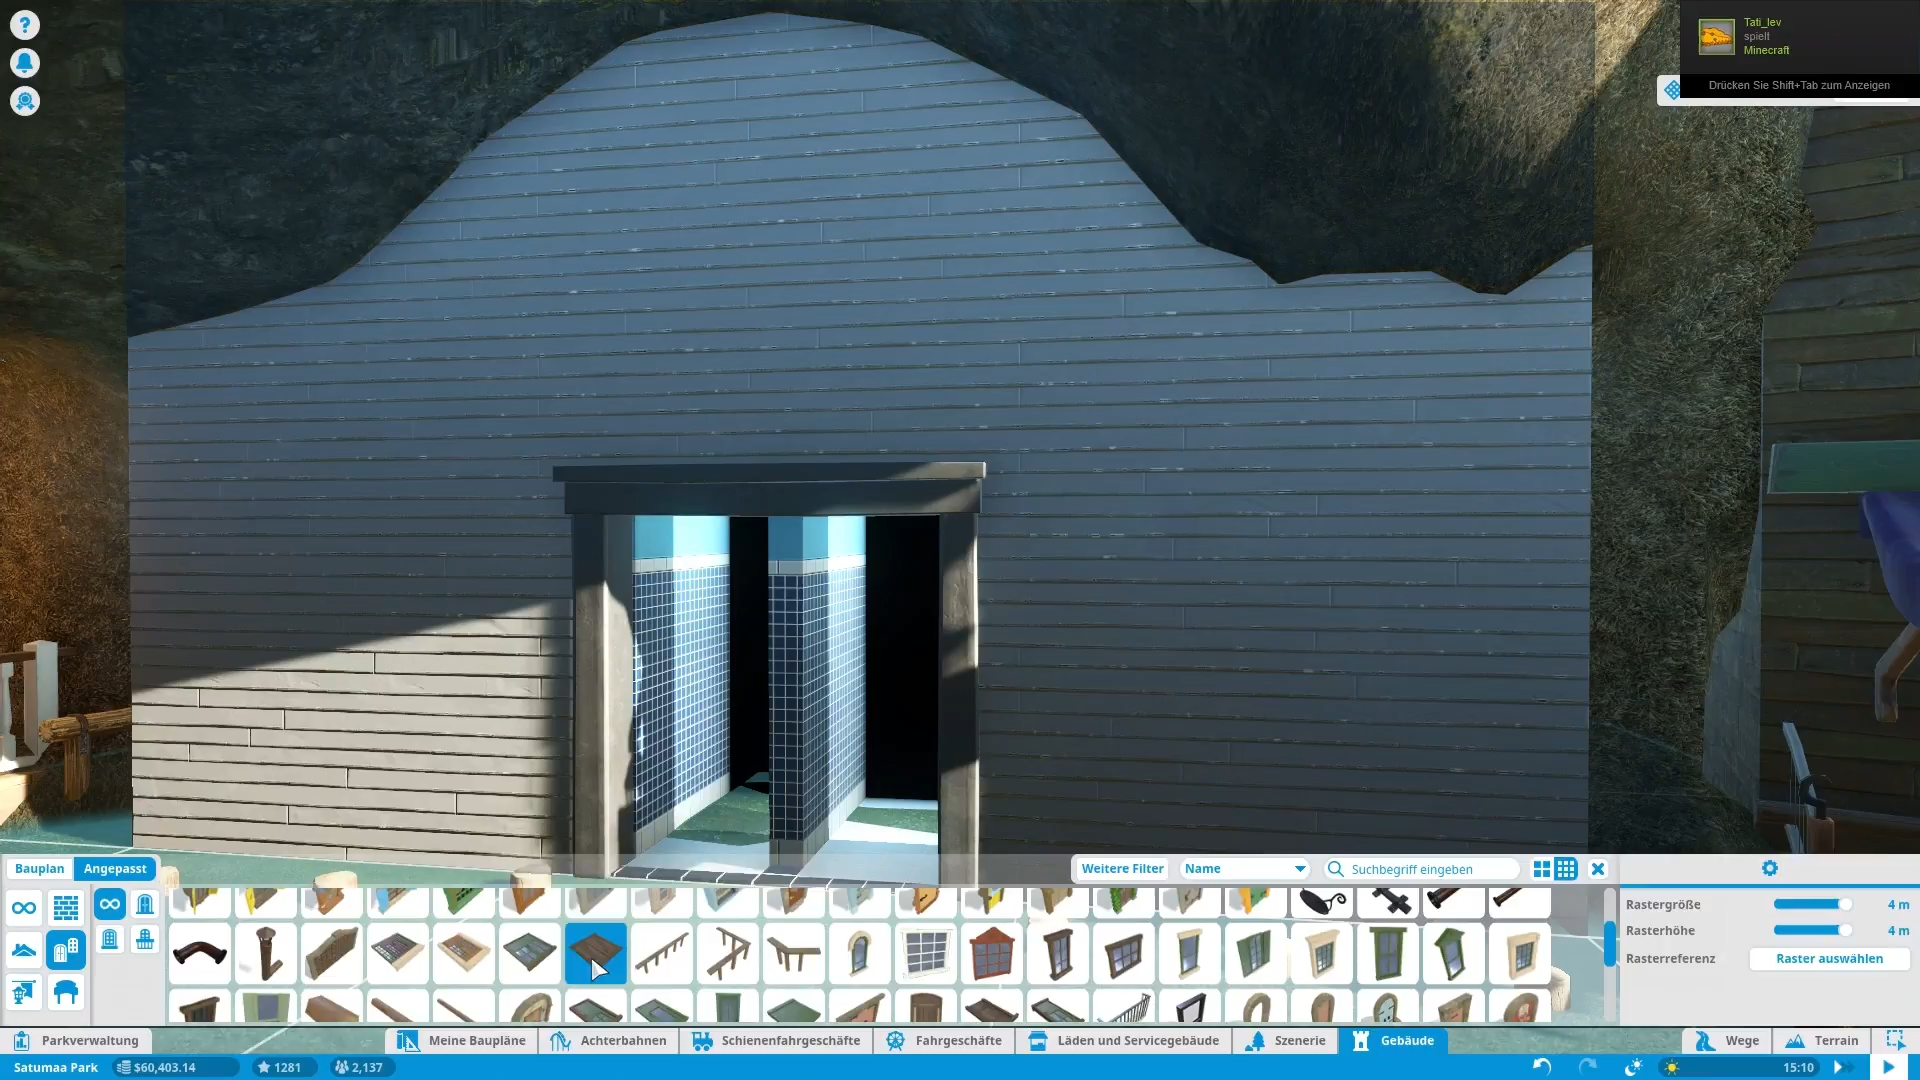 ?
Tati_lev
spielt
Minecraft
Drücken Sie Shift+Tab zum Anzeigen
Bauplan
Angepasst
Weitere Filter
Name
Suchbegriff eingeben
Rastergröße
4 m
Rasterhöhe
4 m
Rasterreferenz
Raster auswählen
Parkverwaltung
Meine Baupläne
Achterbahnen
Schienenfahrgeschäfte
Fahrgeschäfte
Läden und Servicegebäude
Szenerie
Gebäude
Wege
Terrain
Satumaa Park
$60,403.14
1281
2,137
15:10